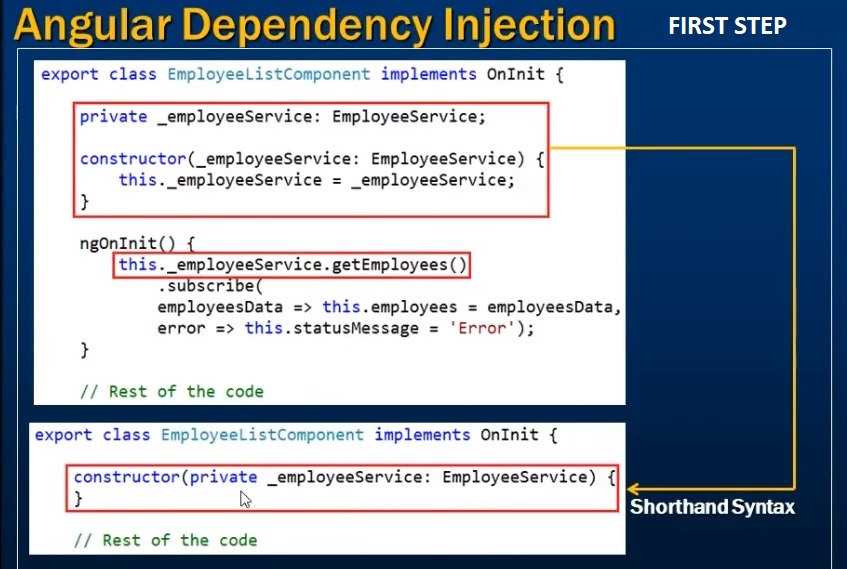 Angular Dependency Injection
FIRST STEP
export class EmployeeListComponent implements OnInit {
private _employeeService: EmployeeService;
constructor(_employeeService: EmployeeService) {
this._employeeService = _employeeService;
}
ngOnInit() {
this._employeeService.getEmployees()
.subscribe(
employeesData => this.employees = employeesData,
error => this.statusMessage = 'Error');
}
// Rest of the code
export class EmployeeListComponent implements OnInit {
constructor(private _employeeService: EmployeeService) {
}
// Rest of the code
Shorthand Syntax